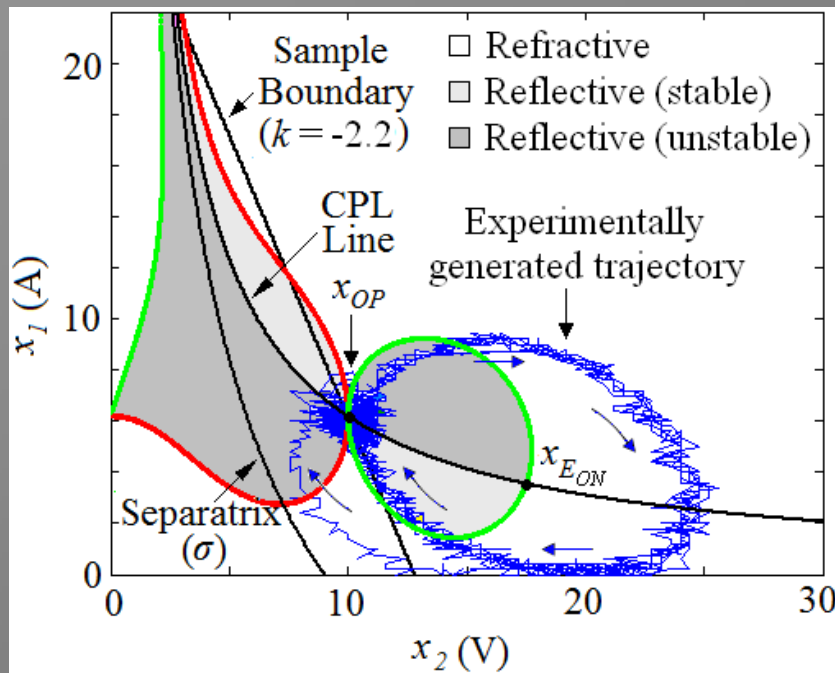 20
10
0
0
10
20
30
x1 (A)
x2 (V)
Sample
Boundary
(k = -2.2)
CPL
Line
xOP
Refractive
Reflective (stable)
Reflective (unstable)
Experimentally
generated trajectory
xEON
Separatrix
(σ)